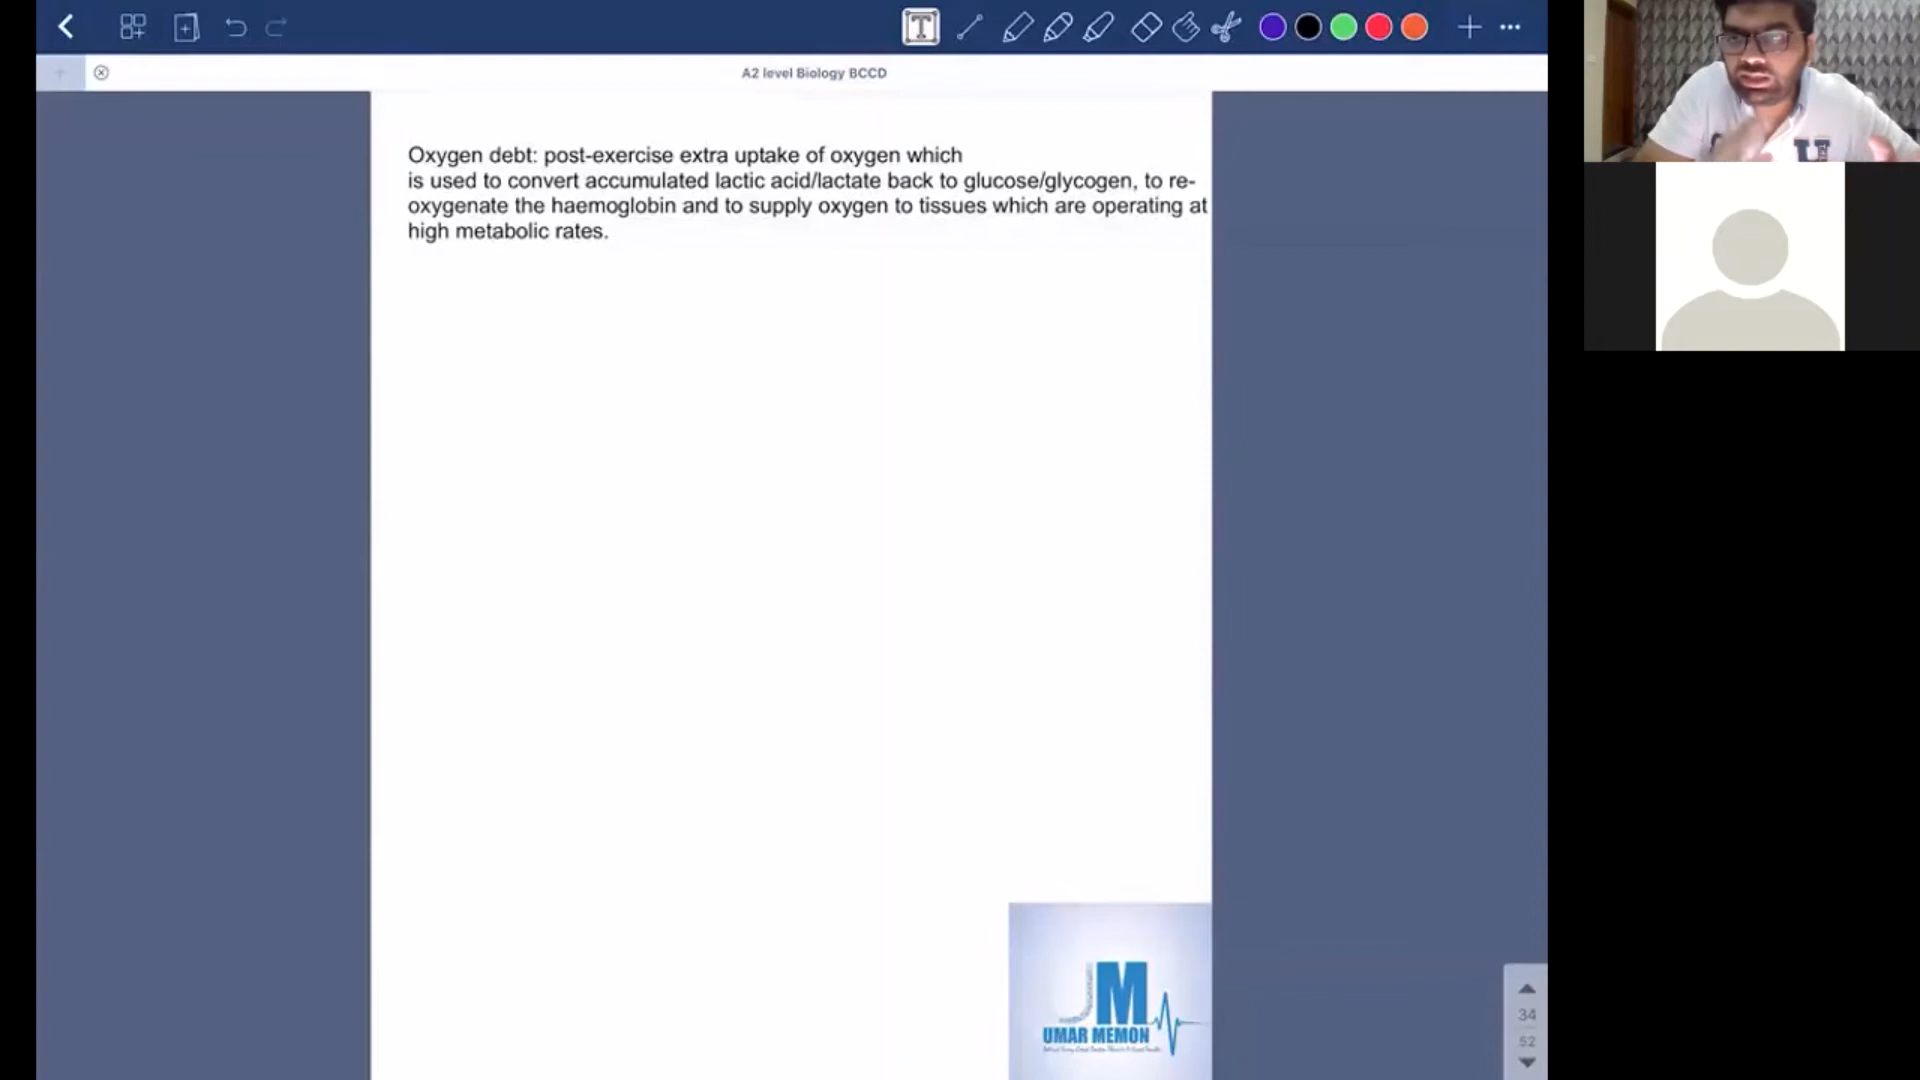 A2 level Biology BCCD
Oxygen debt: post-exercise extra uptake of oxygen which
is used to convert accumulated lactic acid/lactate back to glucose/glycogen, to re-
oxygenate the haemoglobin and to supply oxygen to tissues which are operating at
high metabolic rates.
UMAR MEMON
34
52